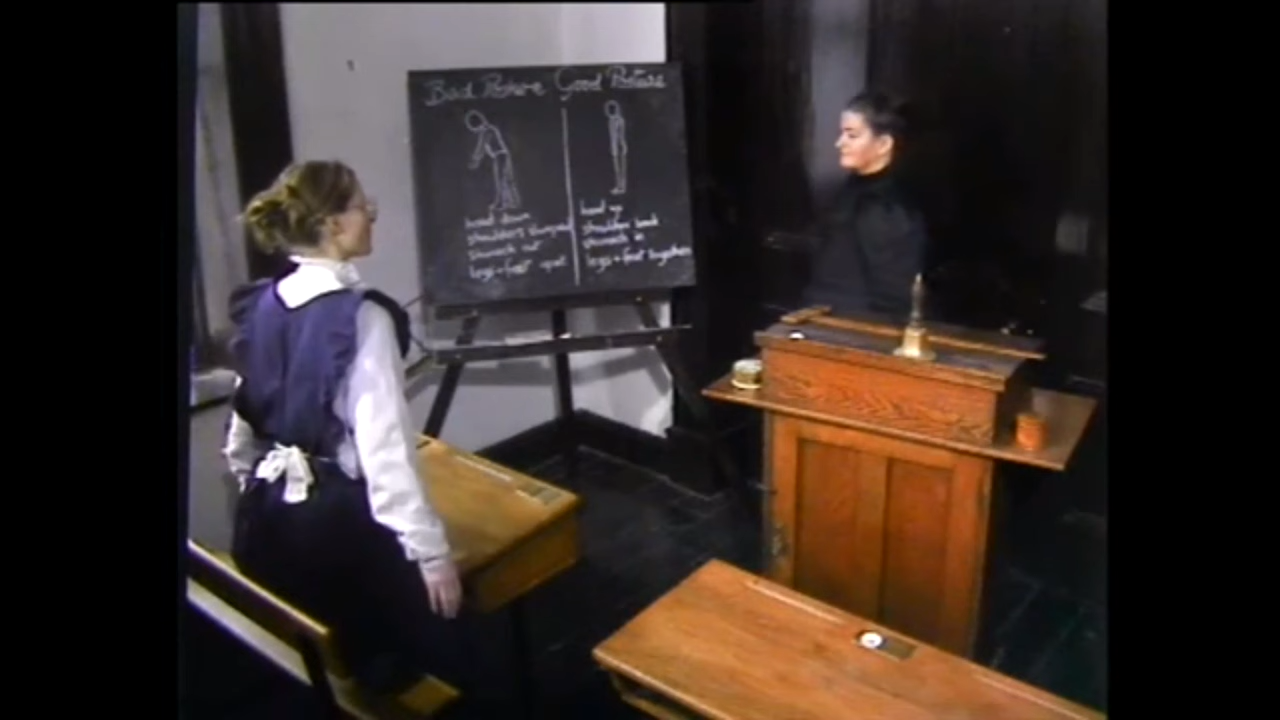 Bad Posture
head down
shoulders slumped
stomach out
legs + feet apart
Good Posture
head up
shoulders back
stomach in
legs + feet together